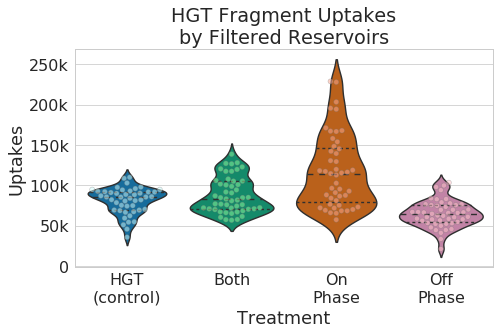 HGT Fragment Uptakes
by Filtered Reservoirs
250k
200k
150k
100k
50k
0
Uptakes
HGT
(control)
Both
On
Phase
Off
Phase
Treatment